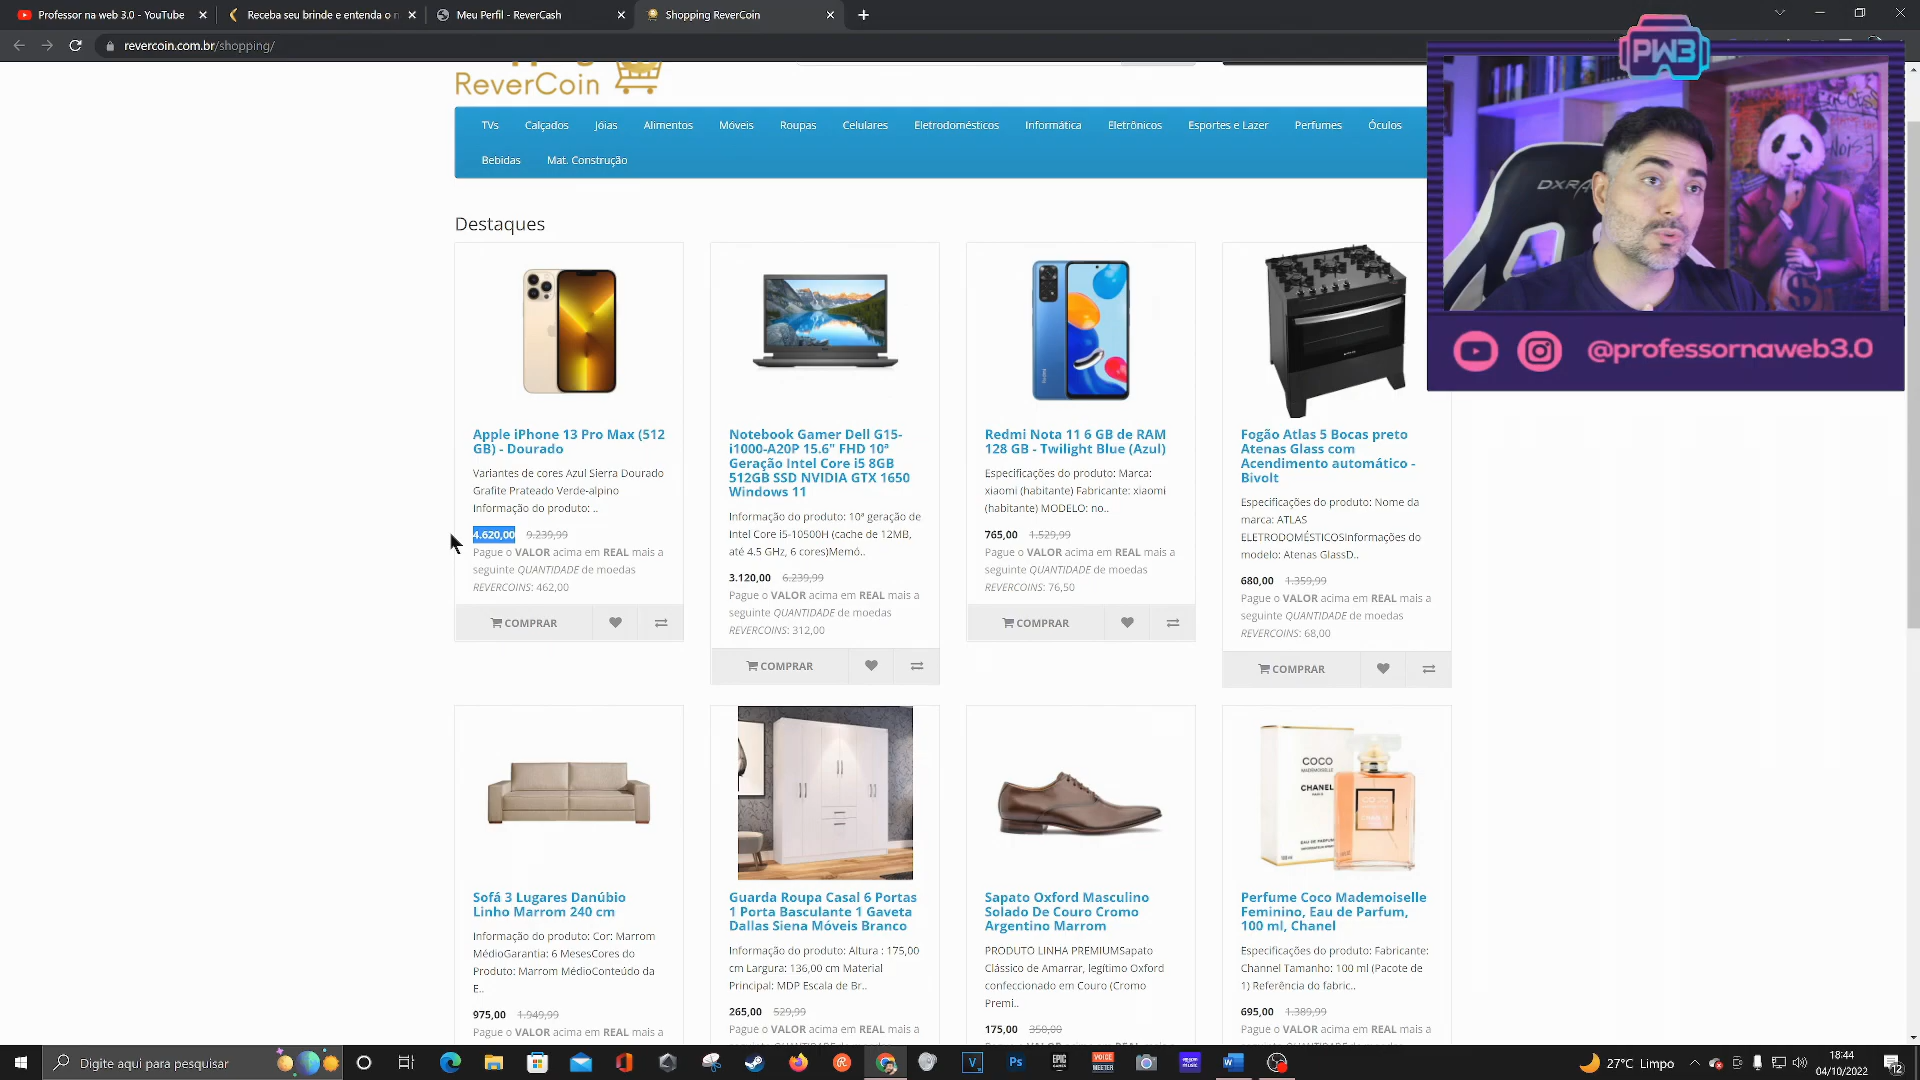 Professor na web 3.0 - YouTube
Receba seu brinde e entenda o n
Meu Perfil - ReverCash
Shopping ReverCoin
revercoin.com.br/shopping/
PW3
ReverCoin
TVs Calçados Jóias Alimentos Móveis Roupas Celulares Eletrodomésticos Informática Eletrônicos Esportes e Lazer Perfumes Óculos
Bebidas Mat. Construção
DXRA
@professornaweb3.0
Destaques
Apple iPhone 13 Pro Max (512
GB) - Dourado
Variantes de cores Azul Sierra Dourado
Grafite Prateado Verde-alpino
Informação do produto: ..
4.620,00 9.239,99
Pague o VALOR acima em REAL mais a
seguinte QUANTIDADE de moedas
REVERCOINS: 462,00
COMPRAR
Notebook Gamer Dell G15-
i1000-A20P 15.6" FHD 10ª
Geração Intel Core i5 8GB
512GB SSD NVIDIA GTX 1650
Windows 11
Informação do produto: 10ª geração de
Intel Core i5-10500H (cache de 12MB,
até 4.5 GHz, 6 cores)Memó..
3.120,00 6.239,99
Pague o VALOR acima em REAL mais a
seguinte QUANTIDADE de moedas
REVERCOINS: 312,00
COMPRAR
Redmi Nota 11 6 GB de RAM
128 GB - Twilight Blue (Azul)
Especificações do produto: Marca:
xiaomi (habitante) Fabricante: xiaomi
(habitante) MODELO: no..
765,00 1.529,99
Pague o VALOR acima em REAL mais a
seguinte QUANTIDADE de moedas
REVERCOINS: 76,50
COMPRAR
Fogão Atlas 5 Bocas preto
Atenas Glass com
Acendimento automático -
Bivolt
Especificações do produto: Nome da
marca: ATLAS
ELETRODOMÉSTICOSInformações do
modelo: Atenas GlassD..
680,00 1.359,99
Pague o VALOR acima em REAL mais a
seguinte QUANTIDADE de moedas
REVERCOINS: 68,00
COMPRAR
Sofá 3 Lugares Danúbio
Linho Marrom 240 cm
Informação do produto: Cor: Marrom
MédioGarantia: 6 MesesCores do
Produto: Marrom MédioConteúdo da
E..
975,00 1.949,99
Pague o VALOR acima em REAL mais a
Guarda Roupa Casal 6 Portas
1 Porta Basculante 1 Gaveta
Dallas Siena Móveis Branco
Informação do produto: Altura : 175,00
cm Largura: 136,00 cm Material
Principal: MDP Escala de Br..
265,00 529,99
Pague o VALOR acima em REAL mais a
Sapato Oxford Masculino
Solado De Couro Cromo
Argentino Marrom
PRODUTO LINHA PREMIUMSapato
Clássico de Amarrar, legítimo Oxford
confeccionado em Couro (Cromo
Premi..
175,00 350,00
COCO
MADEMOISELLE
CHANEL
COCO
CHANEL
Perfume Coco Mademoiselle
Feminino, Eau de Parfum,
100 ml, Chanel
Especificações do produto: Fabricante:
Channel Tamanho: 100 ml (Pacote de
1) Referência do fabric..
695,00 1.389,99
Pague o VALOR acima em REAL mais a
Digite aqui para pesquisar
Ps
EPIC GAMES
VOICE MEETER
27°C Limpo
18:44
04/10/2022
12